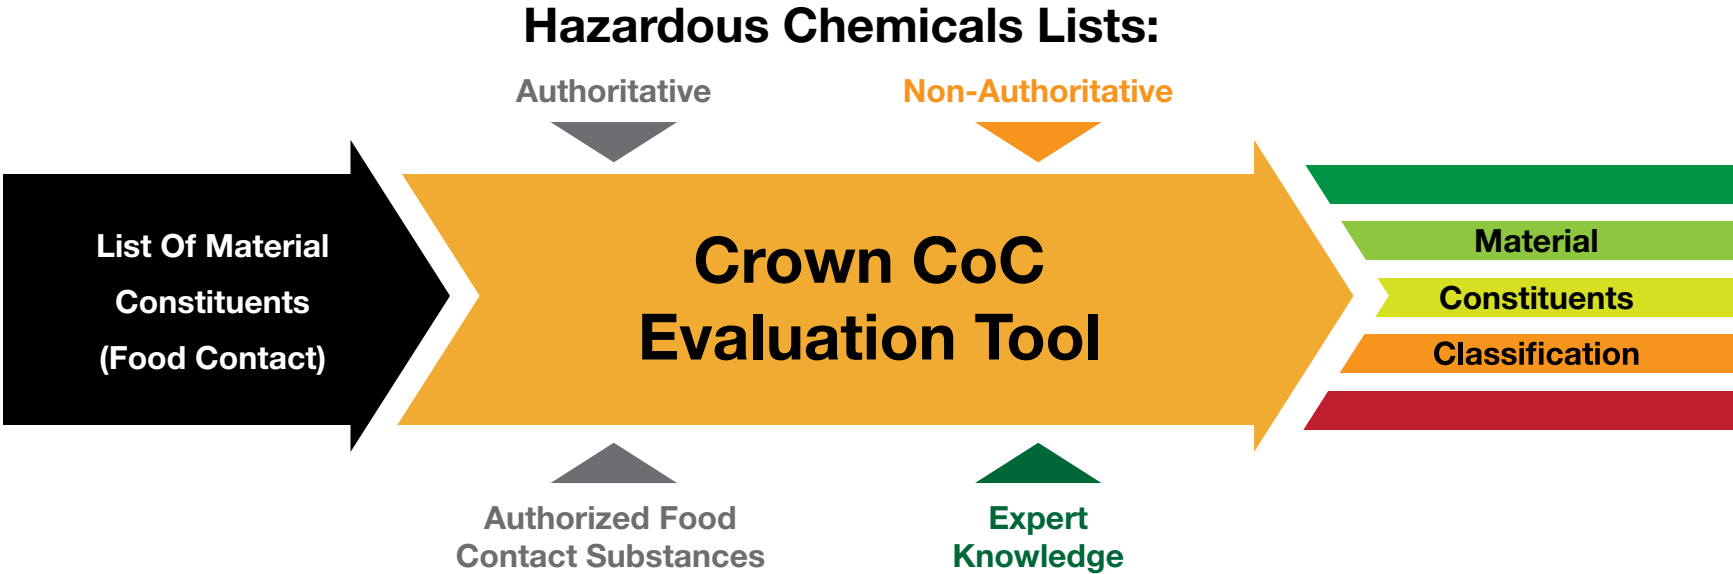 Hazardous Chemicals Lists:
Authoritative
Non-Authoritative
List Of Material
Constituents
(Food Contact)
Crown CoC
Evaluation Tool
Material
Constituents
Classification
Authorized Food
Contact Substances
Expert
Knowledge